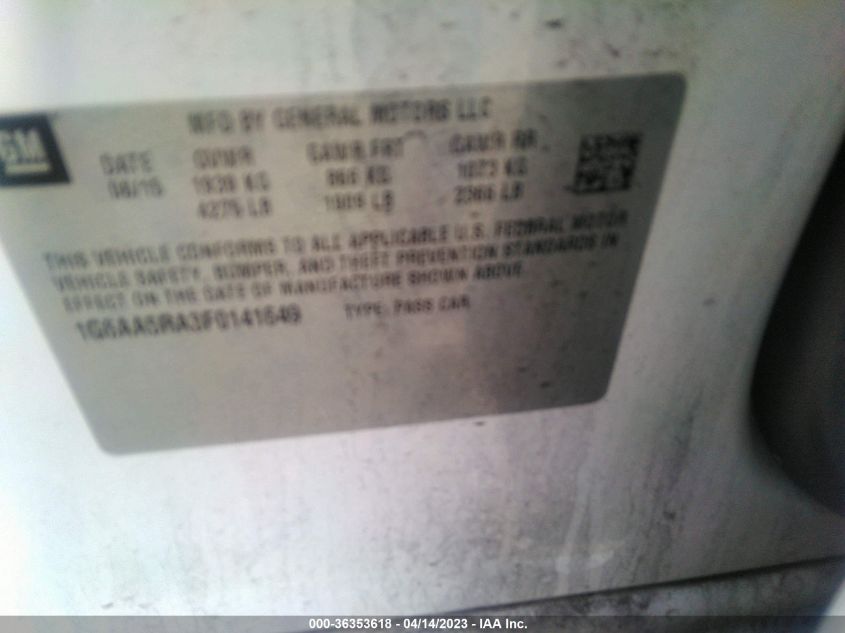 GM
MFD BY GENERAL MOTORS LLC
DATE GVWR GAWR FRT GAWR RR
1939 KG 866 KG 1073 KG
4275 LB 1909 LB 2366 LB
THIS VEHICLE CONFORMS TO ALL APPLICABLE U.S. FEDERAL MOTOR
VEHICLE SAFETY, BUMPER, AND THEFT PREVENTION STANDARDS IN
EFFECT ON THE DATE OF MANUFACTURE SHOWN ABOVE.
1G6AA5RA3F0141649 TYPE: PASS CAR
000-36353618 - 04/14/2023 - IAA Inc.